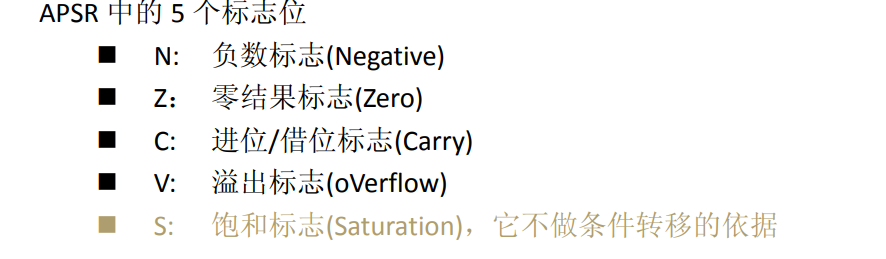 APSR 中的 5 个标志位
■ N: 负数标志(Negative)
■ Z： 零结果标志(Zero)
■ C: 进位/借位标志(Carry)
■ V: 溢出标志(oVerflow)
■ S: 饱和标志(Saturation)，它不做条件转移的依据